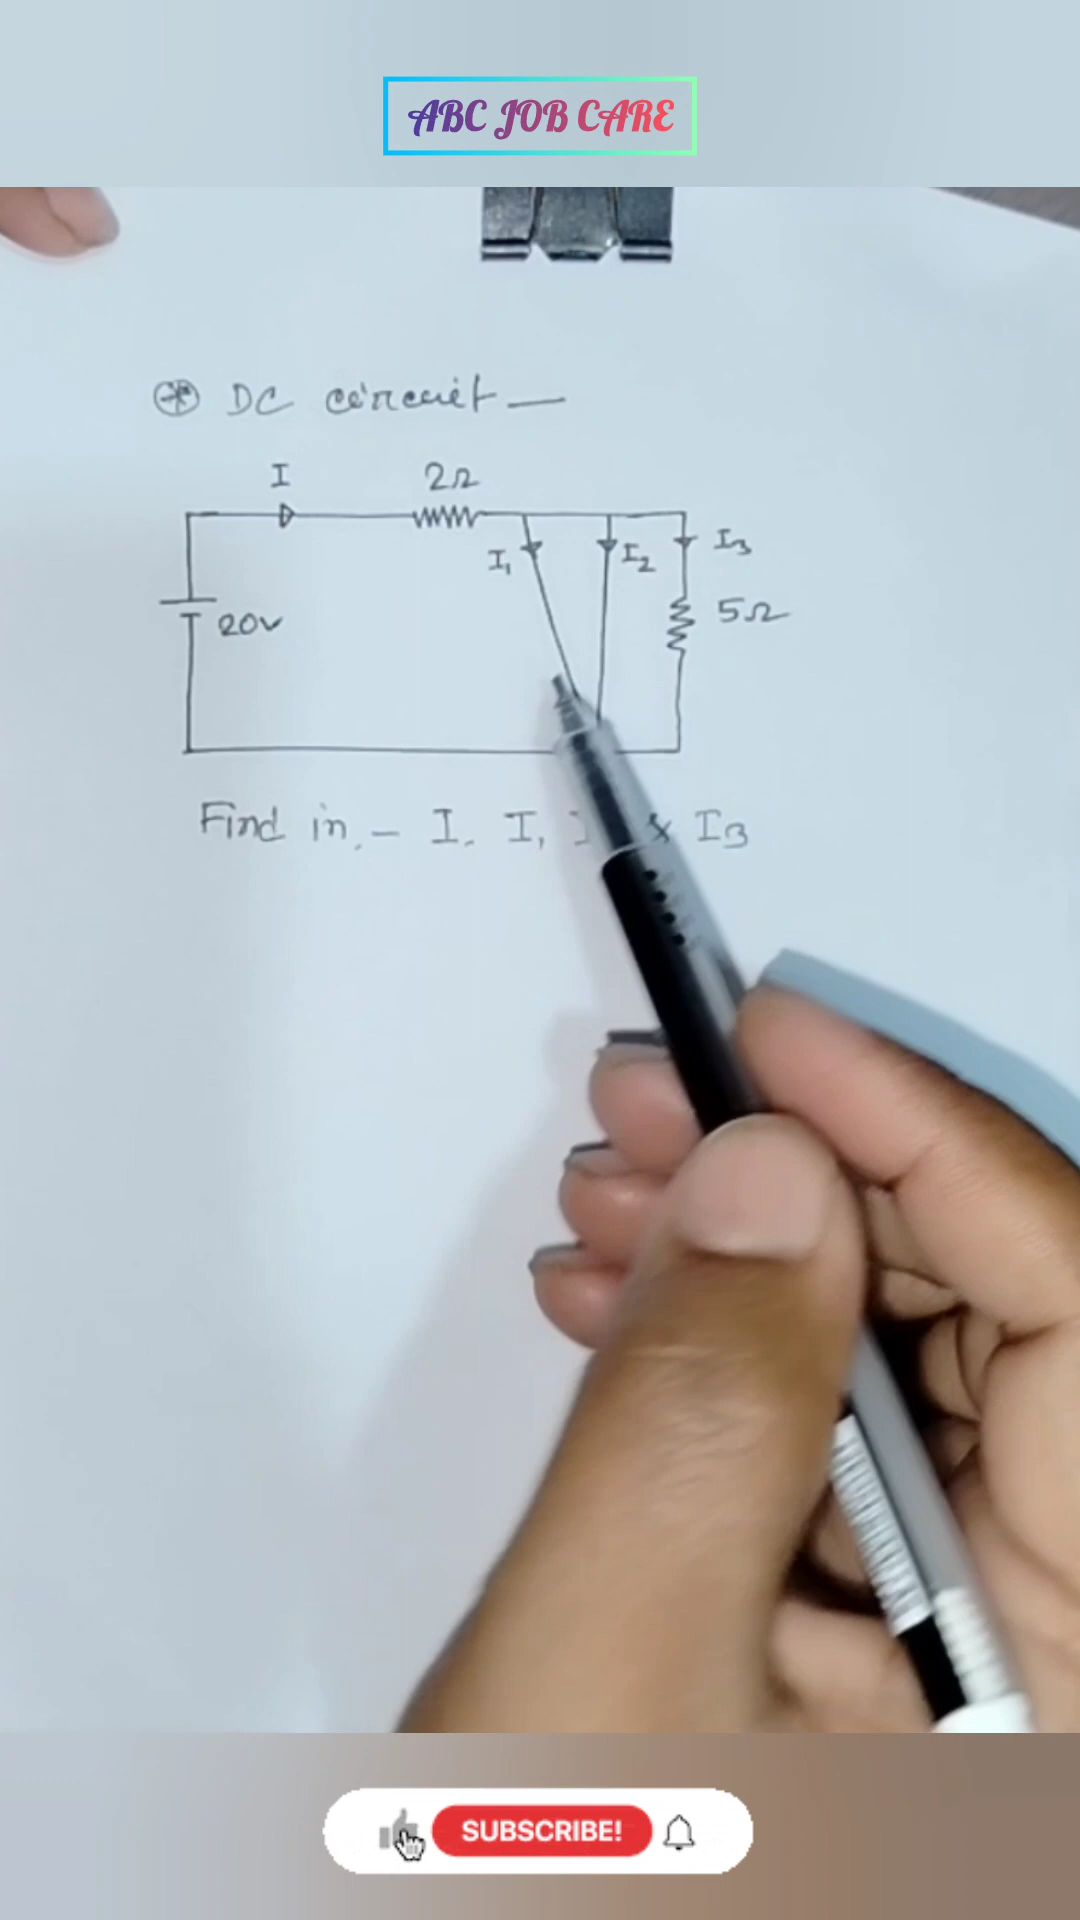 ABC JOB CARE
DC circuit —
I
2Ω
I₁
I₂
I₃
5Ω
20V
Find in. - I. I₁ & I₃
SUBSCRIBE!